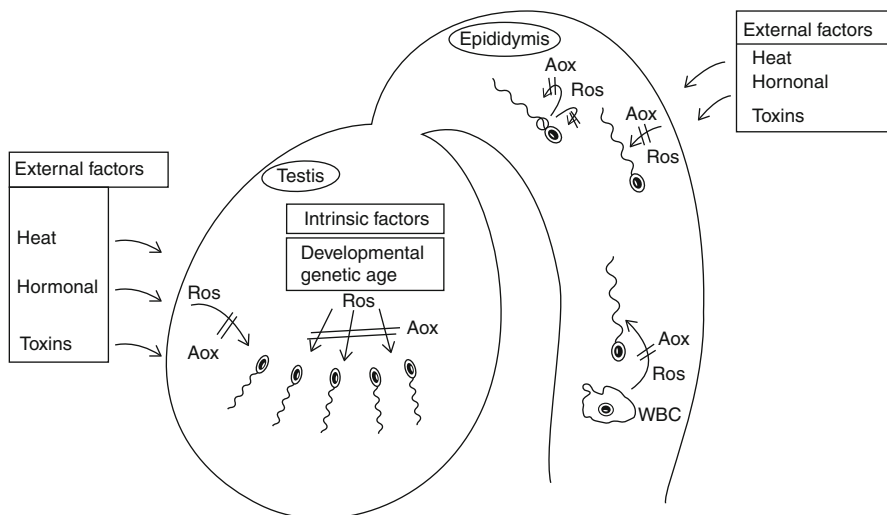 Epididymis
Aox
Ros
Aox
Ros
External factors
Heat
Hornonal
Toxins
External factors
Heat
Hormonal
Toxins
Testis
Intrinsic factors
Developmental
genetic age
Ros
Aox
Ros
Aox
Aox
Ros
WBC